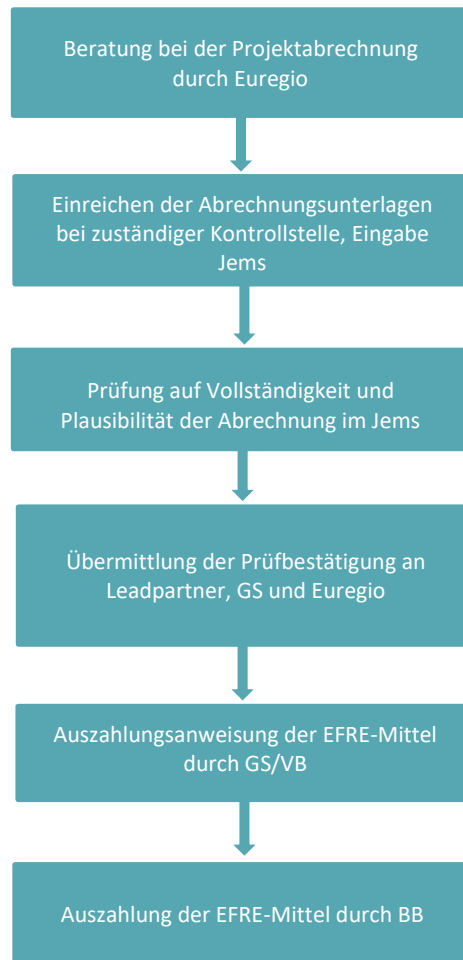 Beratung bei der Projektabrechnung
durch Euregio
Einreichen der Abrechnungsunterlagen
bei zuständiger Kontrollstelle, Eingabe
Jems
Prüfung auf Vollständigkeit und
Plausibilität der Abrechnung im Jems
Übermittlung der Prüfbestätigung an
Leadpartner, GS und Euregio
Auszahlungsanweisung der EFRE-Mittel
durch GS/VB
Auszahlung der EFRE-Mittel durch BB